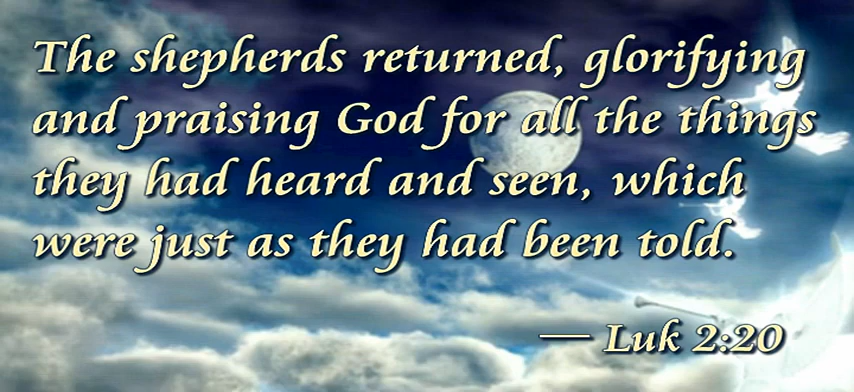 The shepherds returned, glorifying
and praising God for all the things
they had heard and seen, which
were just as they had been told.
— Luk 2:20